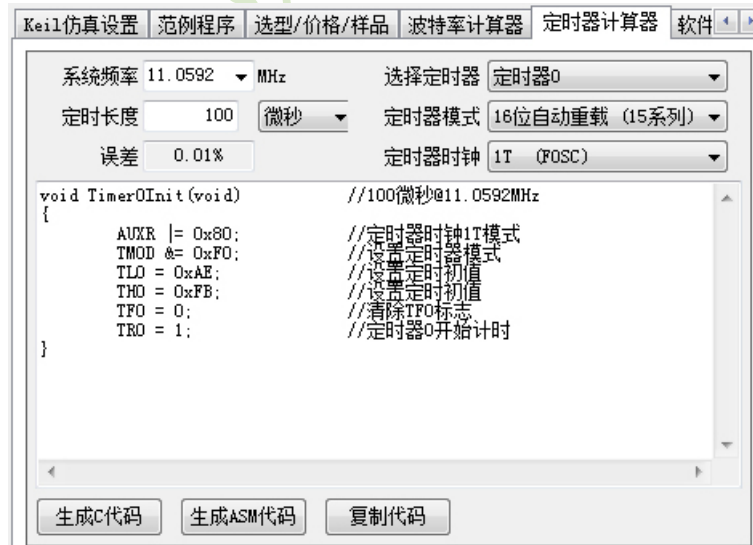 Keil仿真设置 范例程序 选型/价格/样品 波特率计算器 定时器计算器 软件
系统频率 11.0592 MHz 选择定时器 定时器0
定时长度 100 微秒 定时器模式 16位自动重载 (15系列)
误差 0.01% 定时器时钟 1T (FOSC)
void Timer0Init(void) //100微秒@11.0592MHz
{
AUXR |= 0x80; //定时器时钟1T模式
TMOD &= 0xF0; //设置定时器模式
TL0 = 0xAE; //设置定时初值
TH0 = 0xFB; //设置定时初值
TF0 = 0; //清除TF0标志
TR0 = 1; //定时器0开始计时
}
生成C代码 生成ASM代码 复制代码